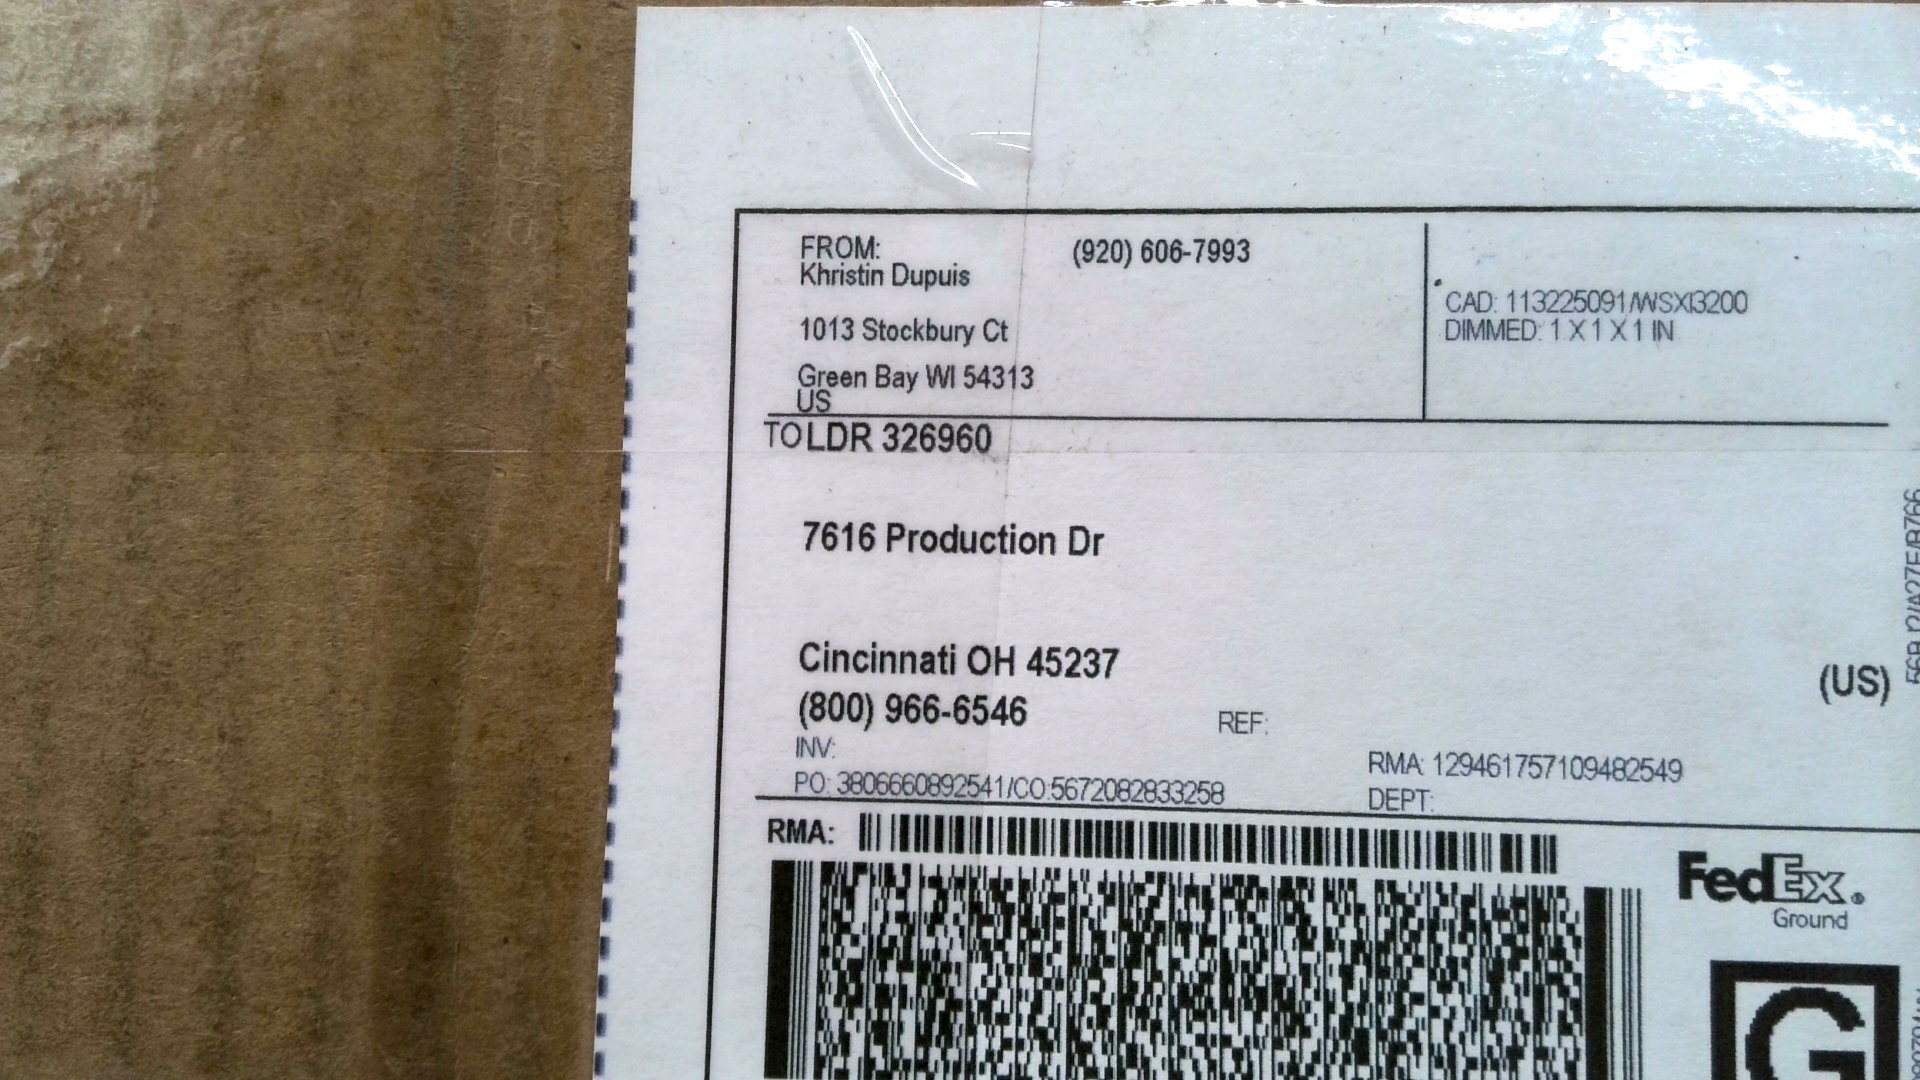 FROM: (920) 606-7993
Khristin Dupuis
1013 Stockbury Ct
Green Bay WI 54313
US
CAD: 113225091/WSXI3200
DIMMED: 1 X 1 X 1 IN
TO LDR 326960
7616 Production Dr
Cincinnati OH 45237
(US)
(800) 966-6546
REF:
INV:
RMA: 129461757109482549
PO: 3806660892541/CO:5672082833258
DEPT:
RMA:
FedEx®
Ground
G